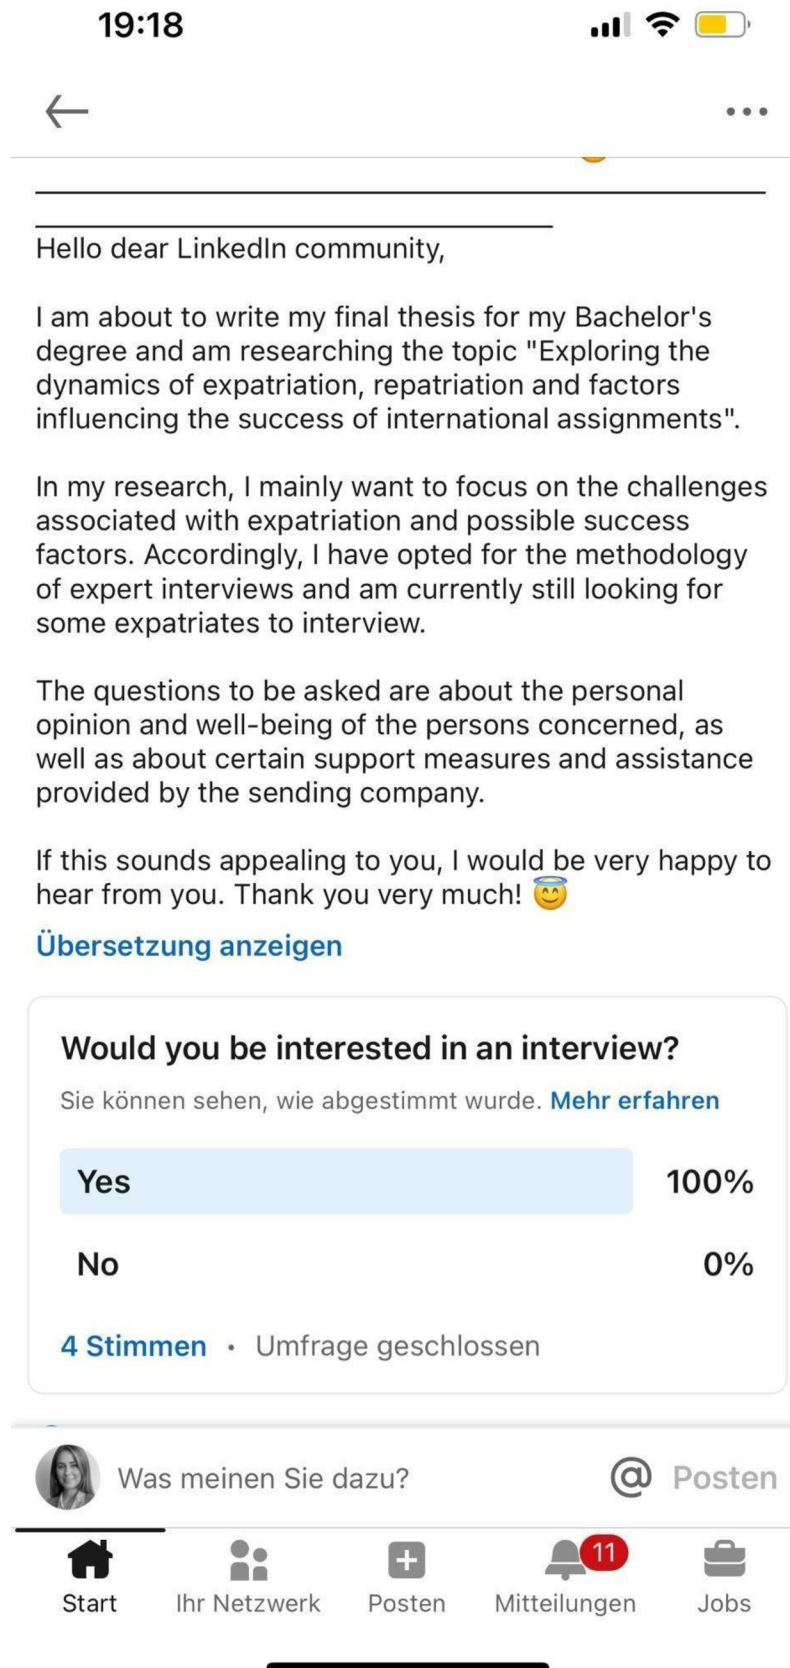 19:18
Hello dear LinkedIn community,
I am about to write my final thesis for my Bachelor's
degree and am researching the topic "Exploring the
dynamics of expatriation, repatriation and factors
influencing the success of international assignments".
In my research, I mainly want to focus on the challenges
associated with expatriation and possible success
factors. Accordingly, I have opted for the methodology
of expert interviews and am currently still looking for
some expatriates to interview.
The questions to be asked are about the personal
opinion and well-being of the persons concerned, as
well as about certain support measures and assistance
provided by the sending company.
If this sounds appealing to you, I would be very happy to
hear from you. Thank you very much! 😇
Übersetzung anzeigen
Would you be interested in an interview?
Sie können sehen, wie abgestimmt wurde. Mehr erfahren
Yes 100%
No 0%
4 Stimmen • Umfrage geschlossen
Was meinen Sie dazu? @ Posten
11
Start Ihr Netzwerk Posten Mitteilungen Jobs